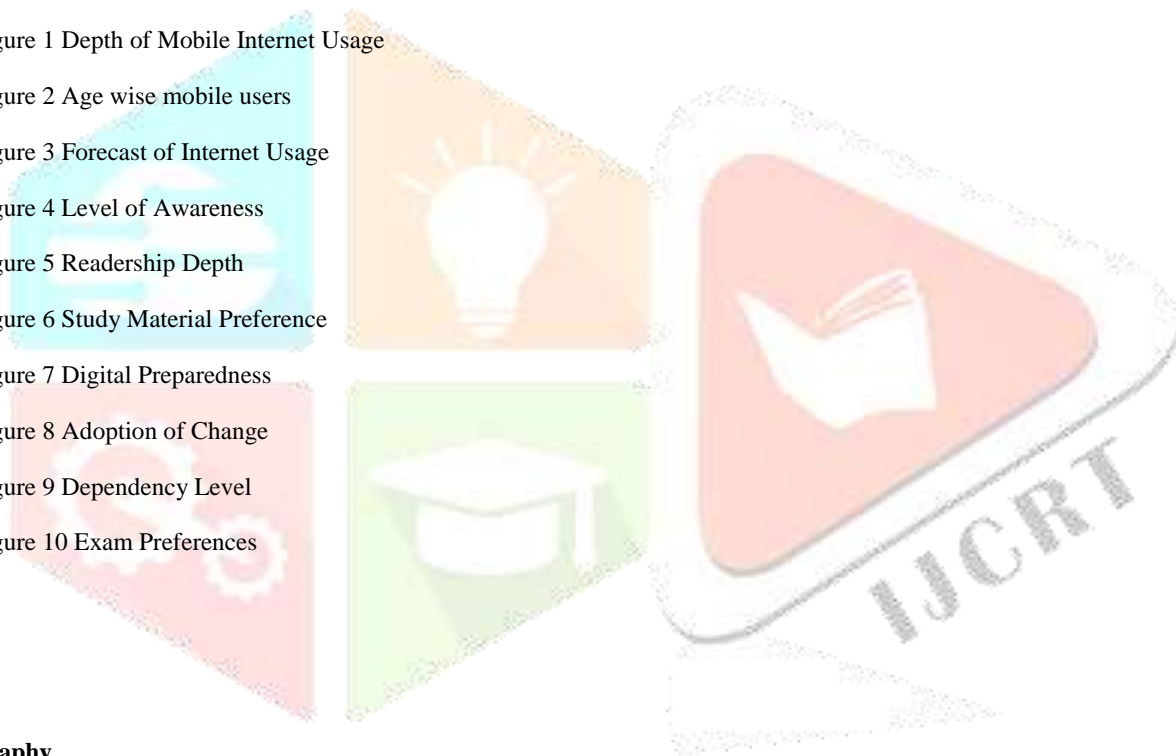 gure 1 Depth of Mobile Internet Usage
gure 2 Age wise mobile users
gure 3 Forecast of Internet Usage
gure 4 Level of Awareness
gure 5 Readership Depth
gure 6 Study Material Preference
gure 7 Digital Preparedness
gure 8 Adoption of Change
gure 9 Dependency Level
gure 10 Exam Preferences
IJCRT
raphy